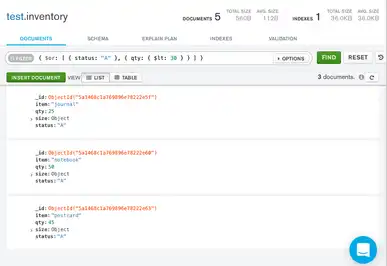 test.inventory
DOCUMENTS 5 TOTAL SIZE 560B AVG. SIZE 112B INDEXES 1 TOTAL SIZE 36.0KB AVG. SIZE 36.0KB
DOCUMENTS SCHEMA EXPLAIN PLAN INDEXES VALIDATION
FILTER { $or: [ { status: "A" }, { qty: { $lt: 30 } } ] } OPTIONS FIND RESET
INSERT DOCUMENT VIEW LIST TABLE 3 documents.
_id: ObjectId("5a1468c1a769896e78222e5f")
item: "journal"
qty: 25
size: Object
status: "A"
_id: ObjectId("5a1468c1a769896e78222e60")
item: "notebook"
qty: 50
size: Object
status: "A"
_id: ObjectId("5a1468c1a769896e78222e63")
item: "postcard"
qty: 45
size: Object
status: "A"